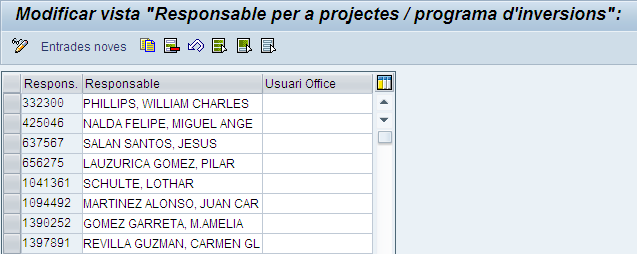 Modificar vista "Responsable per a projectes / programa d'inversions":
Entrades noves
Respons. Responsable Usuari Office
332300 PHILLIPS, WILLIAM CHARLES
425046 NALDA FELIPE, MIGUEL ANGE
637567 SALAN SANTOS, JESUS
656275 LAUZURICA GOMEZ, PILAR
1041361 SCHULTE, LOTHAR
1094492 MARTINEZ ALONSO, JUAN CAR
1390252 GOMEZ GARRETA, M.AMELIA
1397891 REVILLA GUZMAN, CARMEN GL